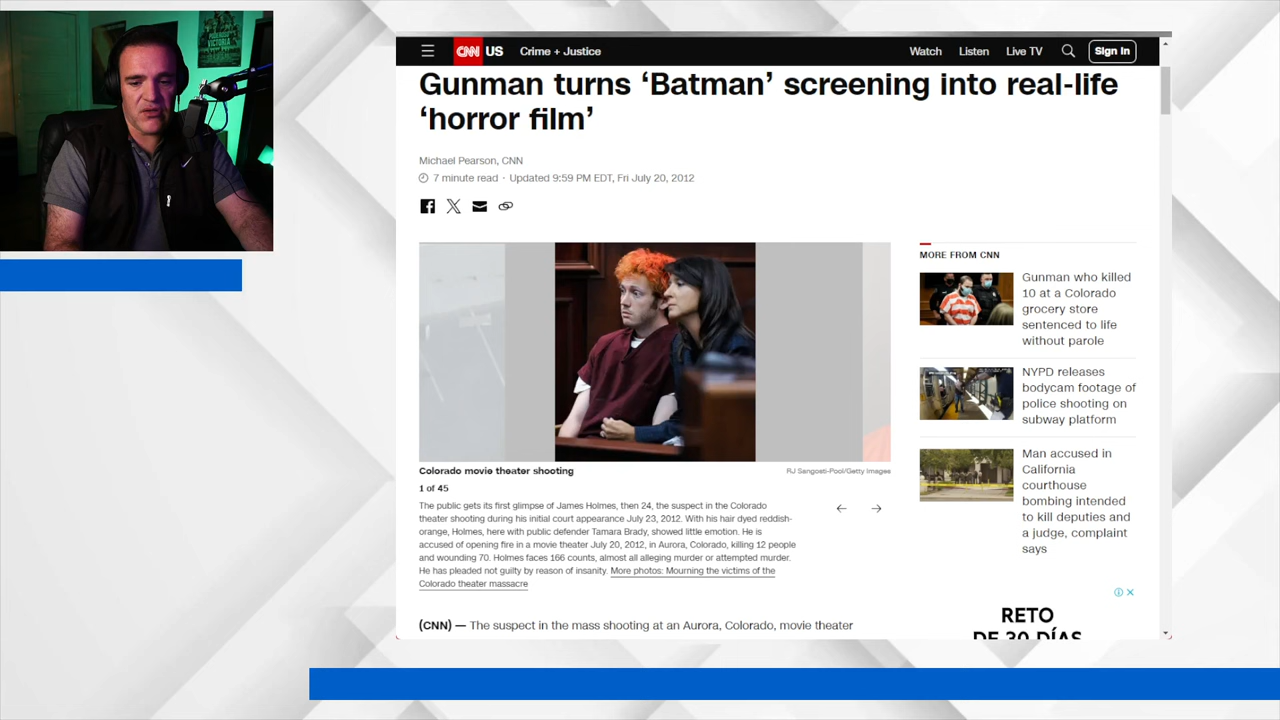 PODEROSO
VICTORIA
CNN US Crime + Justice Watch Listen Live TV Sign In
Gunman turns ‘Batman’ screening into real-life
‘horror film’
Michael Pearson, CNN
7 minute read · Updated 9:59 PM EDT, Fri July 20, 2012
Colorado movie theater shooting
RJ Sangosti-Pool/Getty Images
1 of 45
The public gets its first glimpse of James Holmes, then 24, the suspect in the Colorado
theater shooting during his initial court appearance July 23, 2012. With his hair dyed reddish-
orange, Holmes, here with public defender Tamara Brady, showed little emotion. He is
accused of opening fire in a movie theater July 20, 2012, in Aurora, Colorado, killing 12 people
and wounding 70. Holmes faces 166 counts, almost all alleging murder or attempted murder.
He has pleaded not guilty by reason of insanity. More photos: Mourning the victims of the
Colorado theater massacre
(CNN) — The suspect in the mass shooting at an Aurora, Colorado, movie theater
MORE FROM CNN
Gunman who killed
10 at a Colorado
grocery store
sentenced to life
without parole
NYPD releases
bodycam footage of
police shooting on
subway platform
Man accused in
California
courthouse
bombing intended
to kill deputies and
a judge, complaint
says
RETO
DE 30 DÍAS